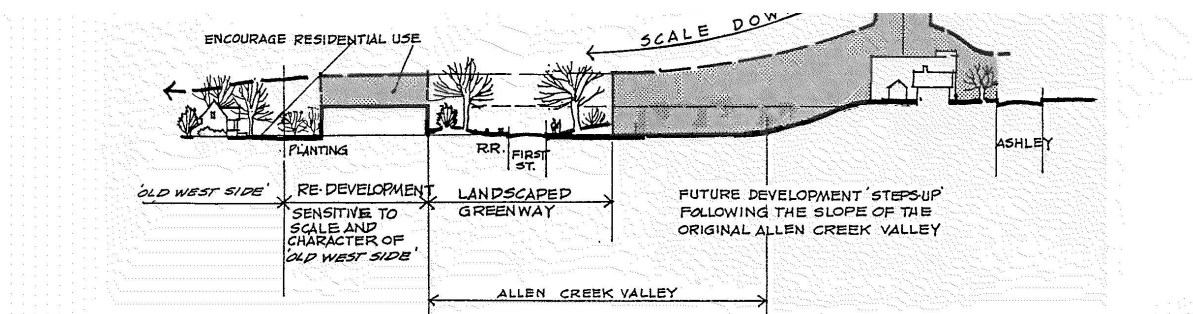 SCALE DOW
ENCOURAGE RESIDENTIAL USE
PLANTING
R.R.
FIRST
ST.
ASHLEY
'OLD WEST SIDE'
RE-DEVELOPMENT
SENSITIVE TO
SCALE AND
CHARACTER OF
'OLD WEST SIDE'
LANDSCAPED
GREENWAY
FUTURE DEVELOPMENT 'STEPS-UP'
FOLLOWING THE SLOPE OF THE
ORIGINAL ALLEN CREEK VALLEY
ALLEN CREEK VALLEY